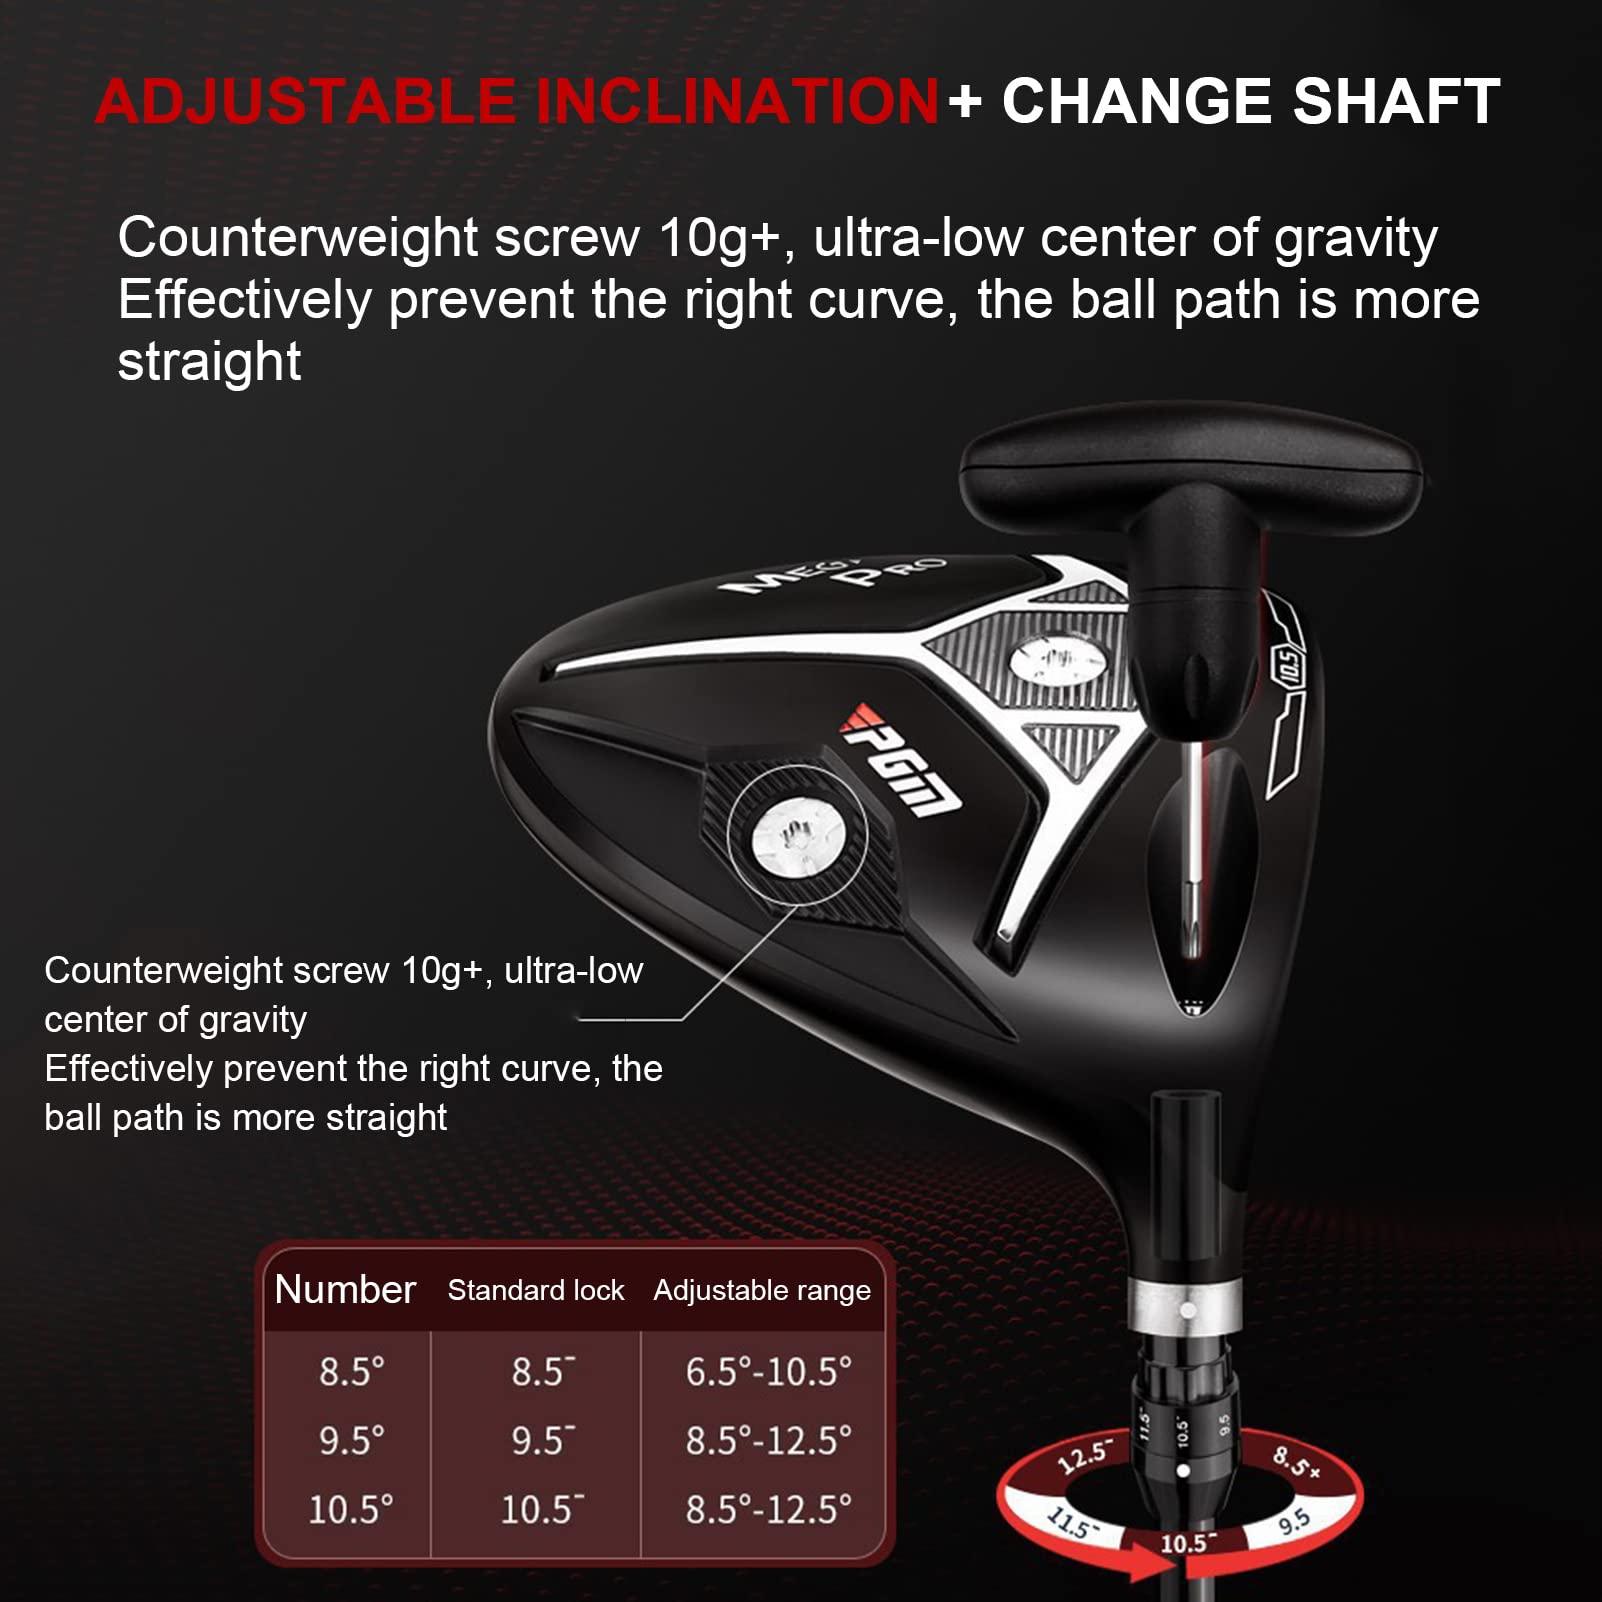 ADJUSTABLE INCLINATION + CHANGE SHAFT
Counterweight screw 10g+, ultra-low center of gravity
Effectively prevent the right curve, the ball path is more
straight
PRO
10.5
PGM
Counterweight screw 10g+, ultra-low
center of gravity
Effectively prevent the right curve, the
ball path is more straight
Number Standard lock Adjustable range
8.5° 8.5⁻ 6.5°-10.5°
9.5° 9.5⁻ 8.5°-12.5°
10.5° 10.5⁻ 8.5°-12.5°
11.5⁻ 10.5⁻ 9.5
12.5⁻ 8.5+
11.5⁻ 10.5⁻ 9.5